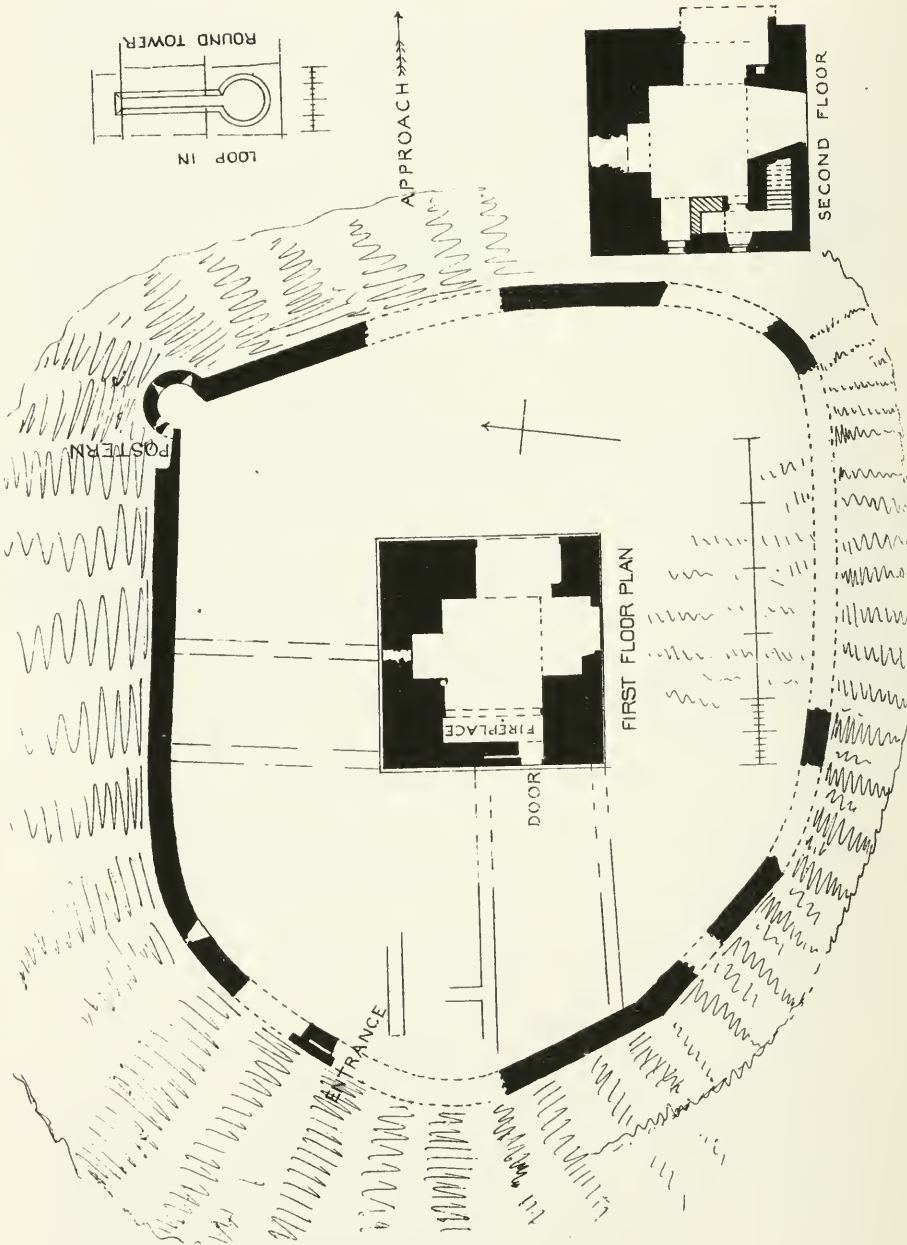 LOOP IN
ROUND TOWER
APPROACH
SECOND FLOOR
POSTERN
FIREPLACE
FIRST FLOOR PLAN
DOOR
ENTRANCE